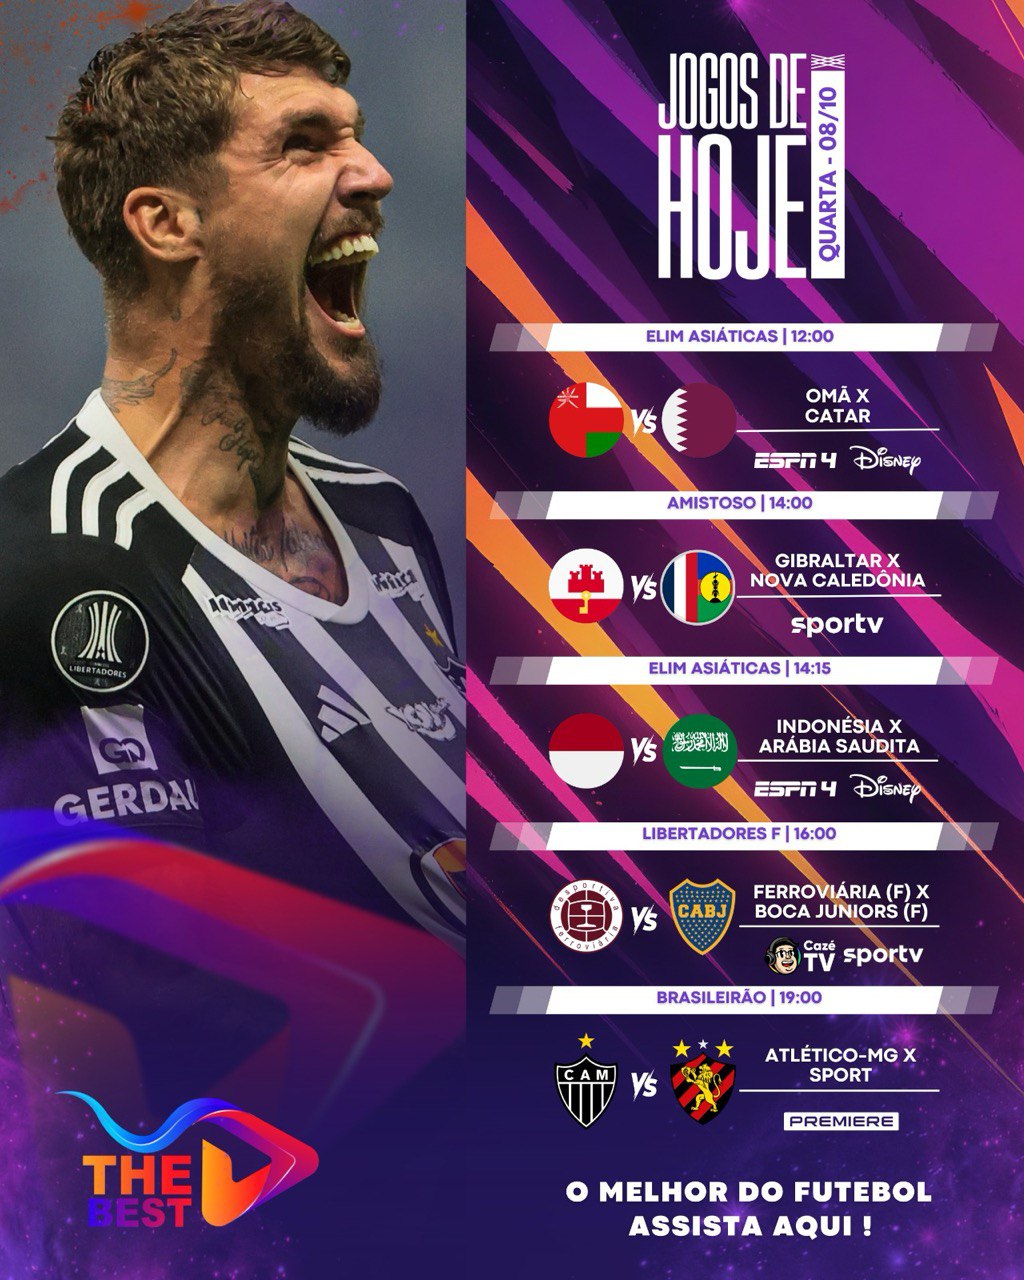 JOGOS DE
HOJE
QUARTA - 08/10
ELIM ASIÁTICAS | 12:00
VS
OMÃ X
CATAR
ESPN 4 Disney
AMISTOSO | 14:00
VS
GIBRALTAR X
NOVA CALEDÔNIA
sportv
ELIM ASIÁTICAS | 14:15
VS
INDONÉSIA X
ARÁBIA SAUDITA
ESPN 4 Disney
LIBERTADORES F | 16:00
desportiva
ferroviária
VS
CABJ
FERROVIÁRIA (F) X
BOCA JUNIORS (F)
Cazé
TV sportv
BRASILEIRÃO | 19:00
CAM
VS
ATLÉTICO-MG X
SPORT
PREMIERE
O MELHOR DO FUTEBOL
ASSISTA AQUI !
LIBERTADORES
GERDAU
THE
BEST